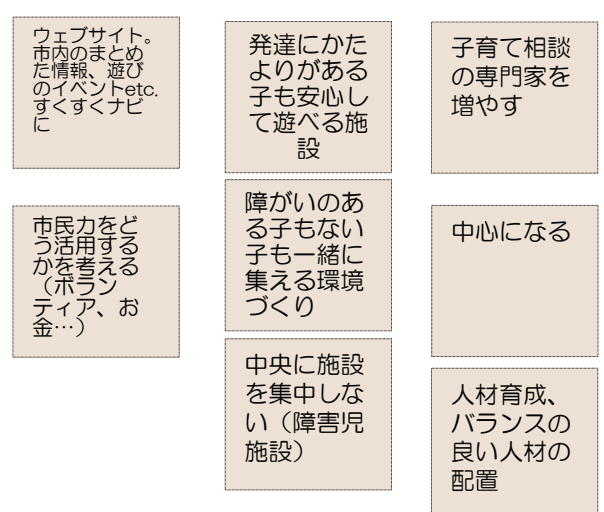 ウェブサイト。
市内のまとめ
た情報、遊び
のイベントetc.
すくすくナビ
に
市民力をど
う活用する
かを考える
（ボラン
ティア、お
金…）
発達にかた
よりがある
子も安心し
て遊べる施
設
障がいのあ
る子もない
子も一緒に
集える環境
づくり
中央に施設
を集中しな
い（障害児
施設）
子育て相談
の専門家を
増やす
中心になる
人材育成、
バランスの
良い人材の
配置